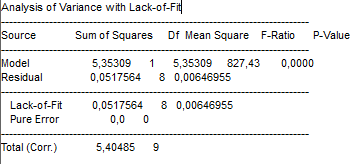 Analysis of Variance with Lack-of-Fit
Source Sum of Squares Df Mean Square F-Ratio P-Value
Model 5,35309 1 5,35309 827,43 0,0000
Residual 0,0517564 8 0,00646955
Lack-of-Fit 0,0517564 8 0,00646955
Pure Error 0,0 0
Total (Corr.) 5,40485 9